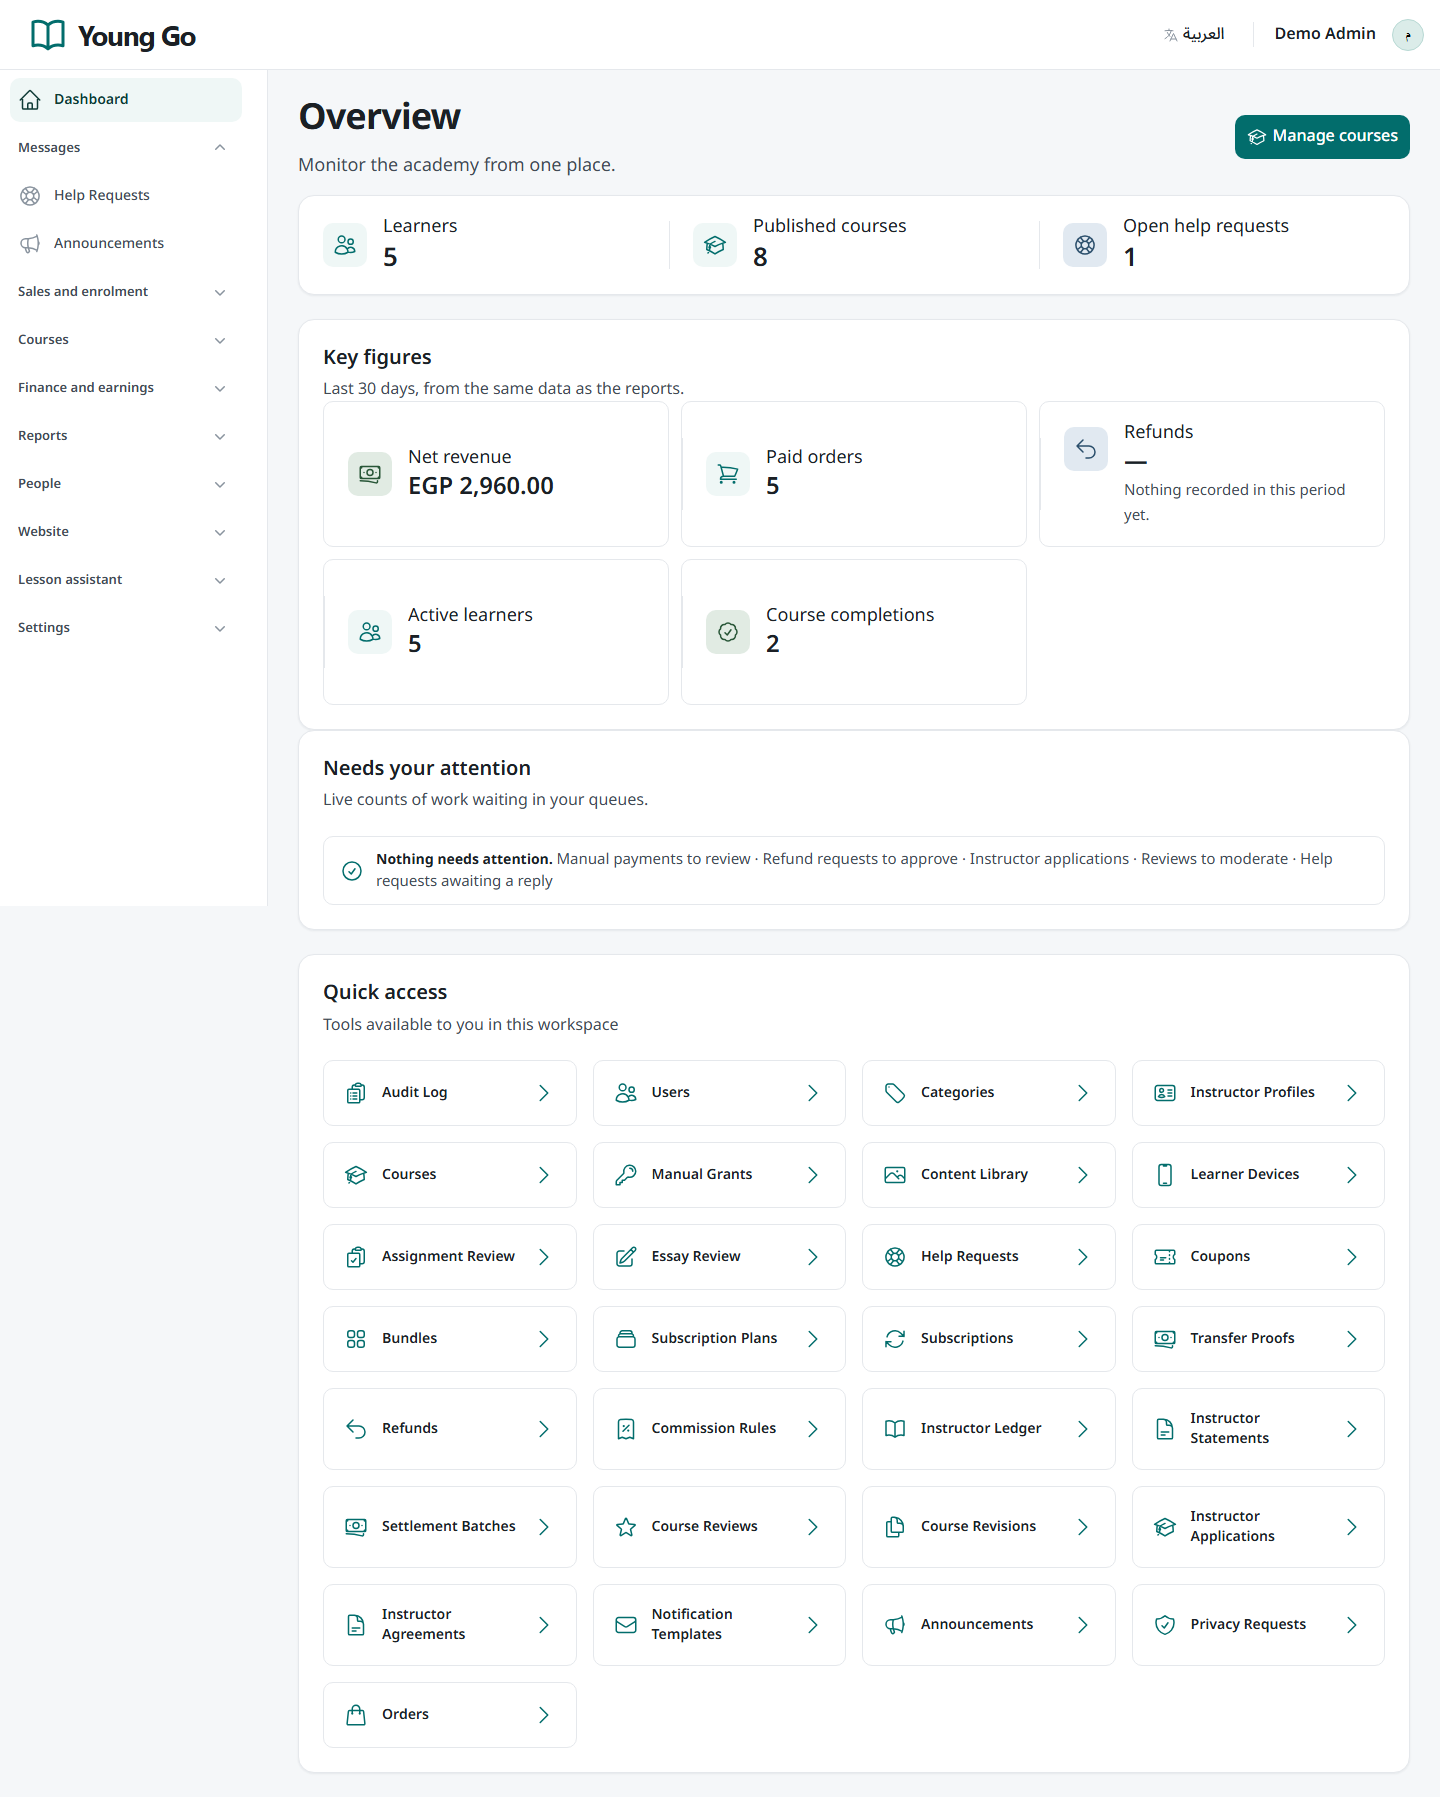 Young Go
العربية
Demo Admin
م
Dashboard
Messages
Help Requests
Announcements
Sales and enrolment
Courses
Finance and earnings
Reports
People
Website
Lesson assistant
Settings
Overview
Monitor the academy from one place.
Manage courses
Learners
5
Published courses
8
Open help requests
1
Key figures
Last 30 days, from the same data as the reports.
Net revenue
EGP 2,960.00
Paid orders
5
Refunds
—
Nothing recorded in this period
yet.
Active learners
5
Course completions
2
Needs your attention
Live counts of work waiting in your queues.
Nothing needs attention. Manual payments to review · Refund requests to approve · Instructor applications · Reviews to moderate · Help
requests awaiting a reply
Quick access
Tools available to you in this workspace
Audit Log
Users
Categories
Instructor Profiles
Courses
Manual Grants
Content Library
Learner Devices
Assignment Review
Essay Review
Help Requests
Coupons
Bundles
Subscription Plans
Subscriptions
Transfer Proofs
Refunds
Commission Rules
Instructor Ledger
Instructor
Statements
Settlement Batches
Course Reviews
Course Revisions
Instructor
Applications
Instructor
Agreements
Notification
Templates
Announcements
Privacy Requests
Orders